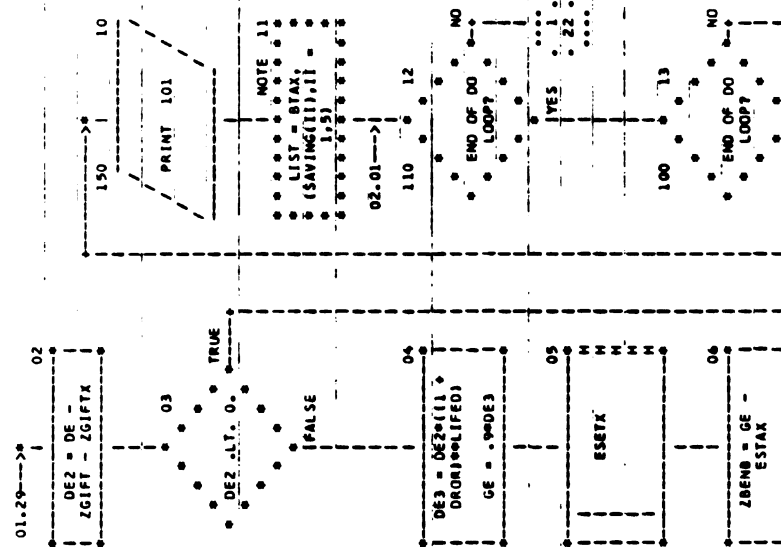 01.29--->*
02
DE2 = DE -
ZGIFT - ZGIFTX
03
DE2 .LT. 0.
TRUE
FALSE
04
DE3 = DE2*((1 +
DROR)**LIFED)
GE = .9*DE3
05
ESETX
06
ZBENB = GE -
ESTAX
150
10
PRINT 101
NOTE 11
LIST = BTAX,
(SAVING(I),I =
1,5)
02.01--->
110
12
END OF DO
LOOP?
NO
YES
1
22
100
13
END OF DO
LOOP?
NO